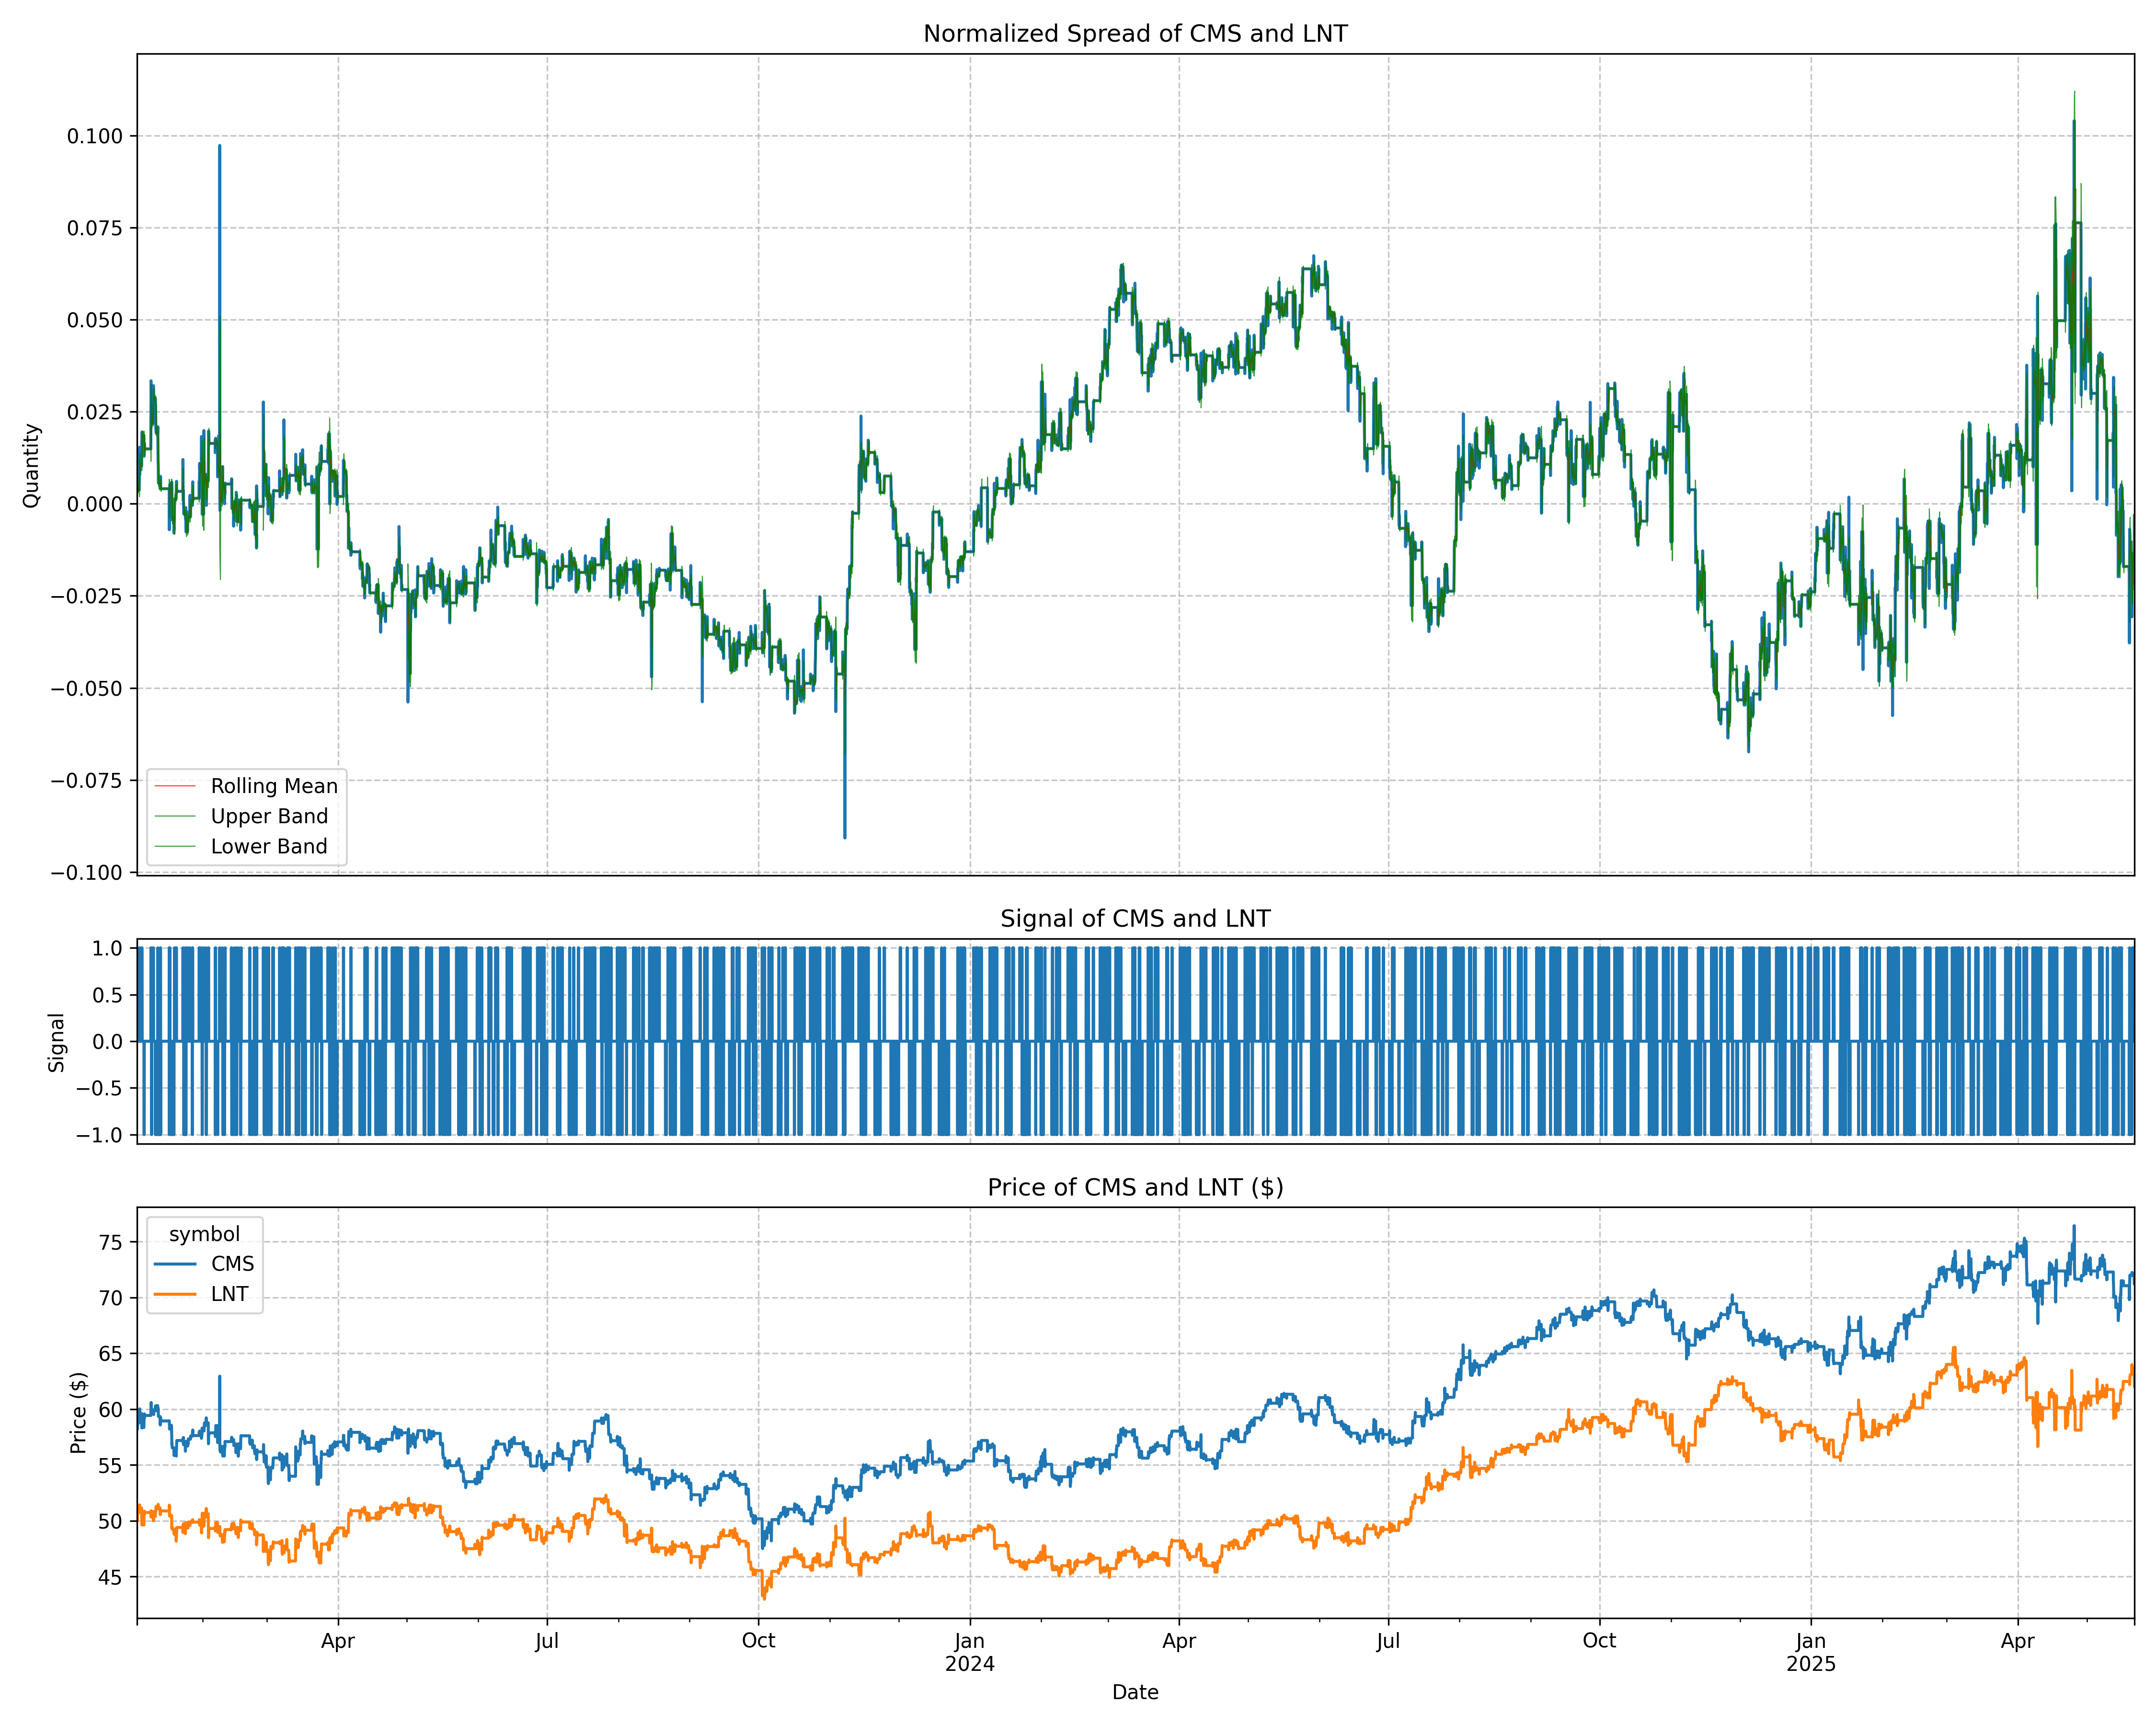 Normalized Spread of CMS and LNT
Quantity
0.100
0.075
0.050
0.025
0.000
−0.025
−0.050
−0.075
−0.100
Rolling Mean
Upper Band
Lower Band
Signal of CMS and LNT
Signal
1.0
0.5
0.0
−0.5
−1.0
Price of CMS and LNT ($)
Price ($)
75
70
65
60
55
50
45
symbol
CMS
LNT
Apr Jul Oct Jan Apr Jul Oct Jan Apr
2024 2025
Date